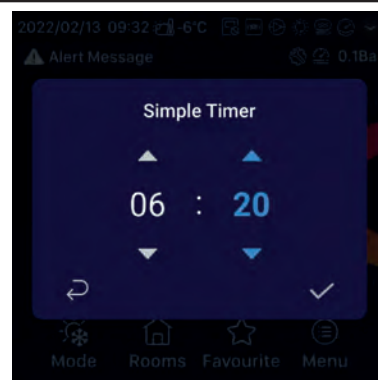 2022/02/13 09:32 -6°C
Alert Message 0.1Ba
Simple Timer
06 : 20
Mode Rooms Favourite Menu